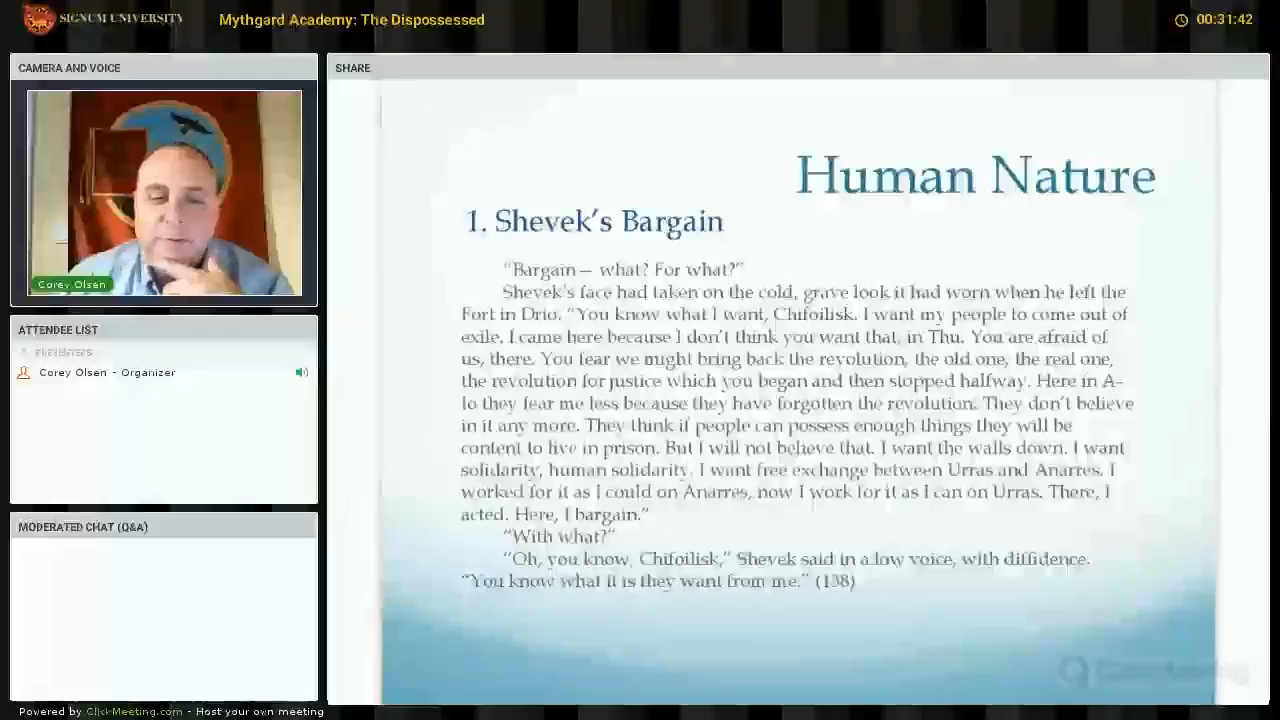 SIGNUM UNIVERSITY
Mythgard Academy: The Dispossessed
00:31:42
CAMERA AND VOICE
Corey Olsen
ATTENDEE LIST
PRESENTERS
Corey Olsen - Organizer
MODERATED CHAT (Q&A)
SHARE
Human Nature
1. Shevek's Bargain
"Bargain — what? For what?"
Shevek's face had taken on the cold, grave look it had worn when he left the
Fort in Drio. "You know what I want, Chifoilisk. I want my people to come out of
exile. I came here because I don't think you want that, in Thu. You are afraid of
us, there. You fear we might bring back the revolution, the old one, the real one,
the revolution for justice which you began and then stopped halfway. Here in A-
Io they fear me less because they have forgotten the revolution. They don't believe
in it any more. They think if people can possess enough things they will be
content to live in prison. But I will not believe that. I want the walls down. I want
solidarity, human solidarity. I want free exchange between Urras and Anarres. I
worked for it as I could on Anarres, now I work for it as I can on Urras. There, I
acted. Here, I bargain."
"With what?"
"Oh, you know, Chifoilisk," Shevek said in a low voice, with diffidence.
"You know what it is they want from me." (138)
Powered by ClickMeeting.com - Host your own meeting